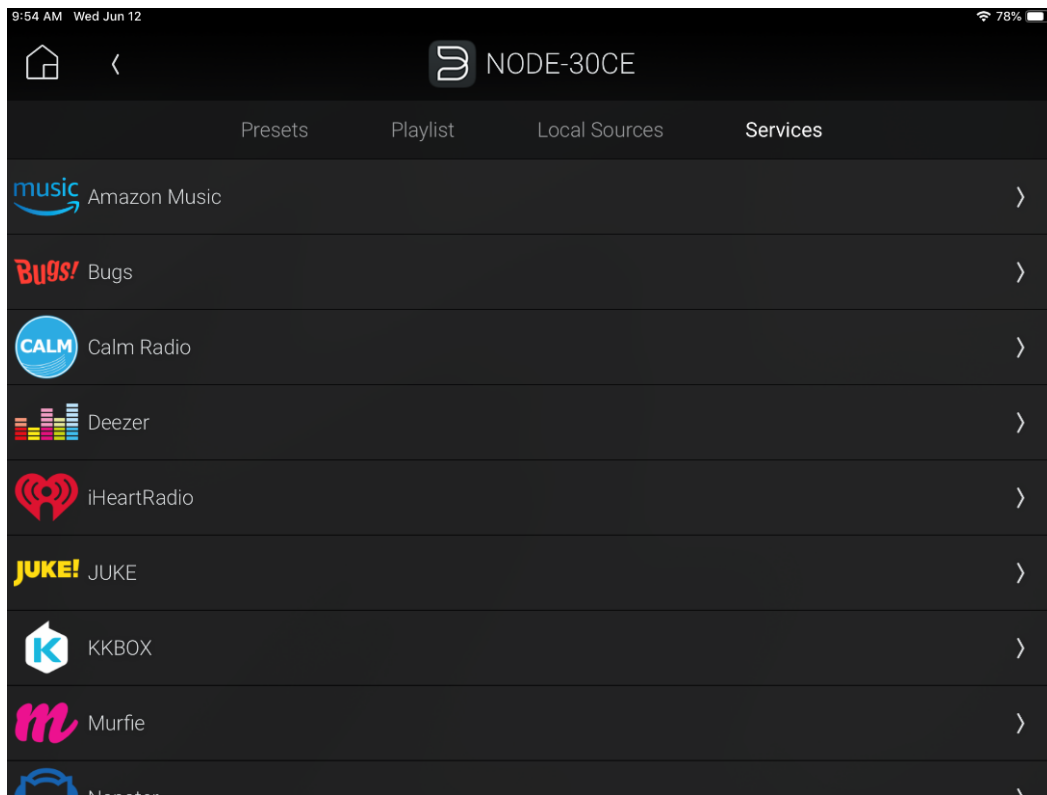 9:54 AM Wed Jun 12
78%
NODE-30CE
Presets Playlist Local Sources Services
music Amazon Music
Bugs! Bugs
CALM Calm Radio
Deezer
iHeartRadio
JUKE! JUKE
K KKBOX
m Murfie